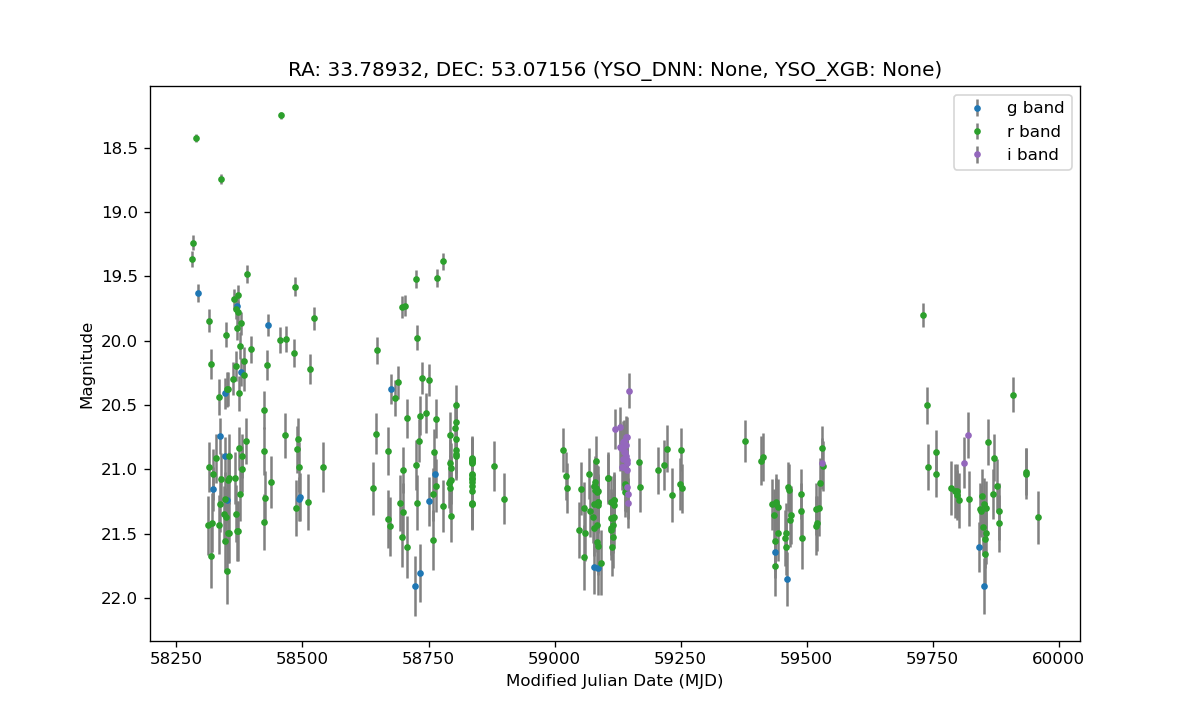 RA: 33.78932, DEC: 53.07156 (YSO_DNN: None, YSO_XGB: None)
g band
r band
i band
18.5
19.0
19.5
20.0
20.5
21.0
21.5
22.0
Magnitude
58250 58500 58750 59000 59250 59500 59750 60000
Modified Julian Date (MJD)